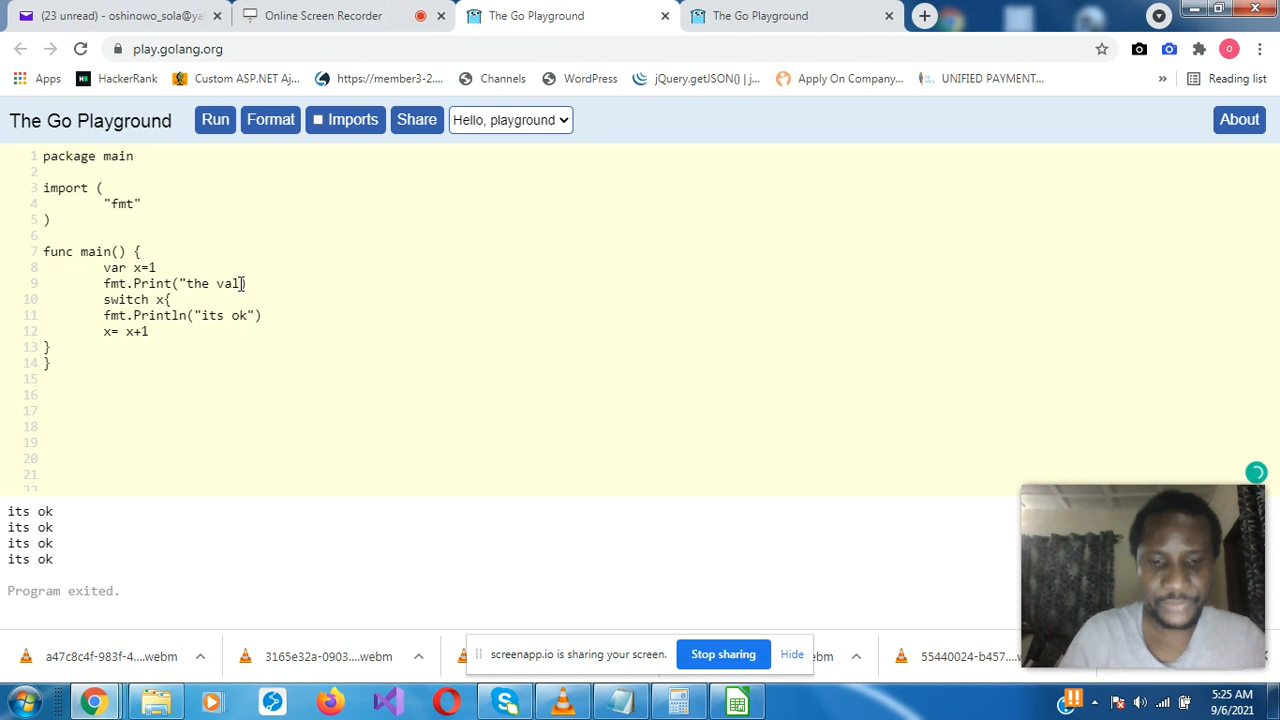 (23 unread) - oshinowo_sola@ya
Online Screen Recorder
The Go Playground
The Go Playground
play.golang.org
Apps
HackerRank
Custom ASP.NET Aj...
https://member3-2....
Channels
WordPress
jQuery.getJSON() | j...
Apply On Company...
UNIFIED PAYMENT...
»
Reading list
The Go Playground
Run
Format
Imports
Share
Hello, playground
About
1 package main
2
3 import (
4 "fmt"
5 )
6
7 func main() {
8 var x=1
9 fmt.Print("the val)
10 switch x{
11 fmt.Println("its ok")
12 x= x+1
13 }
14 }
15
16
17
18
19
20
21
22
its ok
its ok
its ok
its ok
Program exited.
a47c8c4f-983f-4....webm
3165e32a-0903....webm
screenapp.io is sharing your screen.
Stop sharing
Hide
bm
55440024-b457....we
5:25 AM
9/6/2021